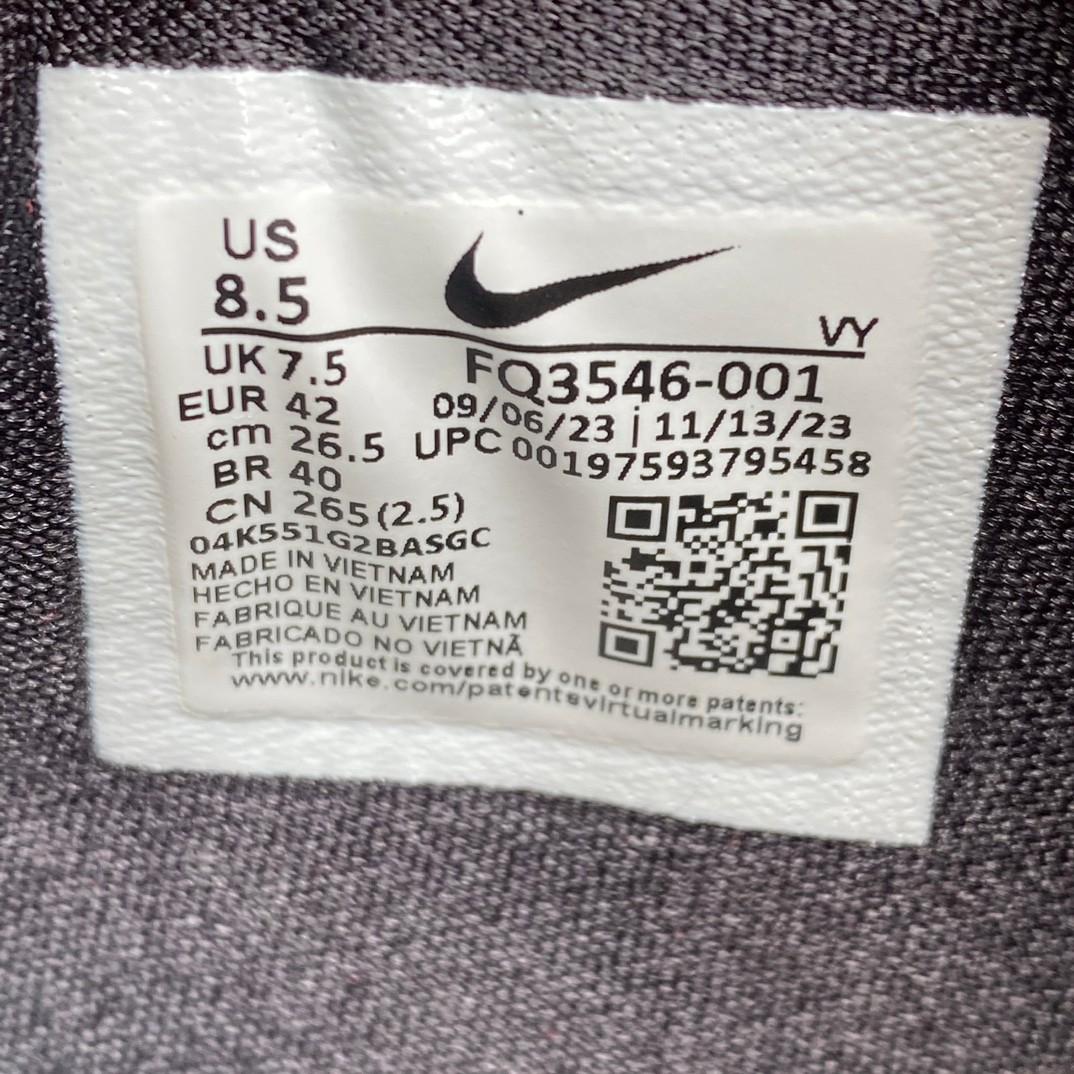 US
8.5
VY
UK 7.5
FQ3546-001
EUR 42
09/06/23 | 11/13/23
cm 26.5
UPC 00197593795458
BR 40
CN 265(2.5)
04K551G2BASGC
MADE IN VIETNAM
HECHO EN VIETNAM
FABRIQUE AU VIETNAM
FABRICADO NO VIETNÃ
This product is covered by one or more patents:
www.nike.com/patentsvirtualmarking